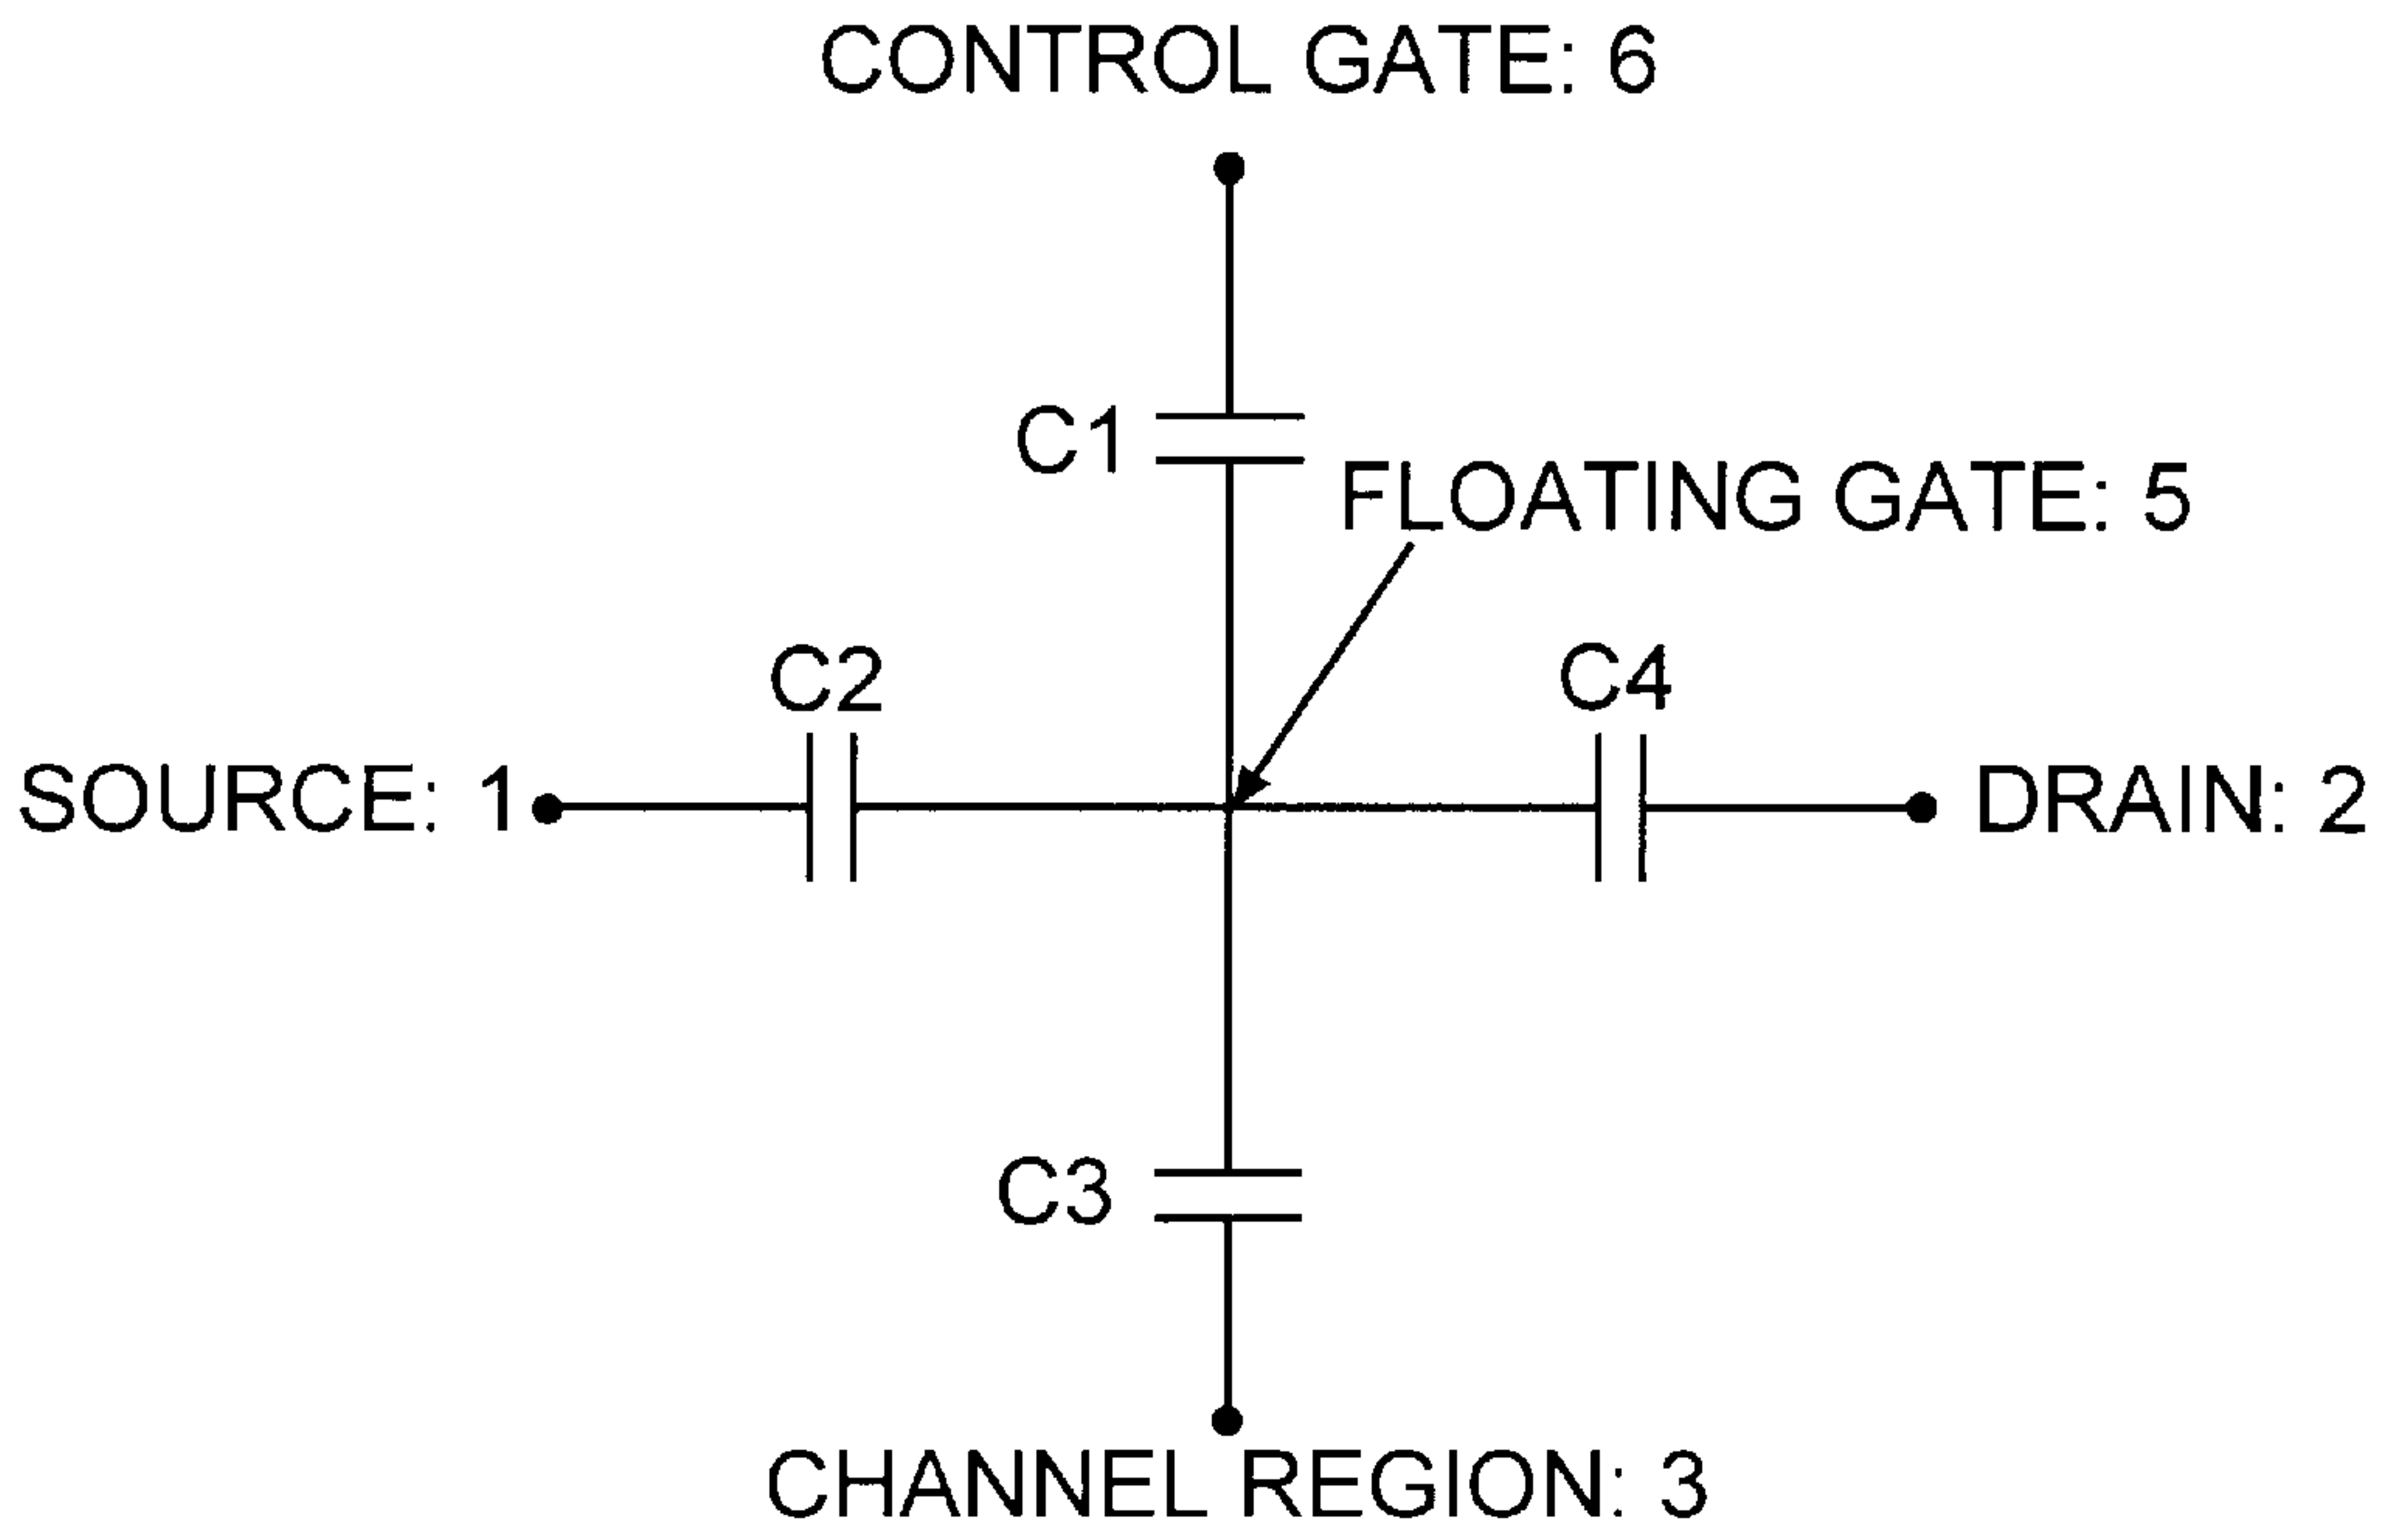 CONTROL GATE: 6
C1
FLOATING GATE: 5
C2
C4
SOURCE: 1
DRAIN: 2
C3
CHANNEL REGION: 3